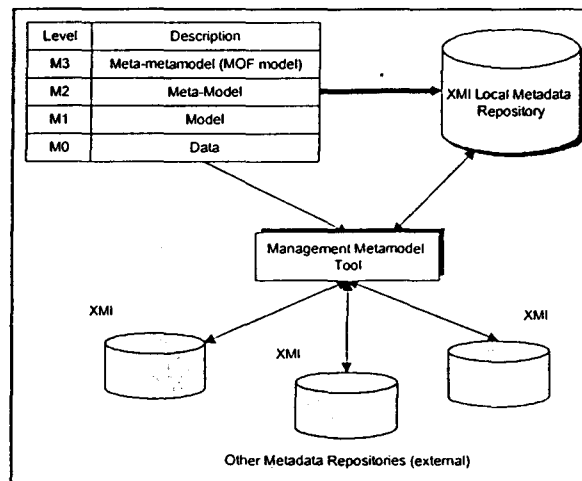 Level Description
M3 Meta-metamodel (MOF model)
M2 Meta-Model
M1 Model
M0 Data
XMI Local Metadata
Repository
Management Metamodel
Tool
XMI
XMI
XMI
Other Metadata Repositories (external)